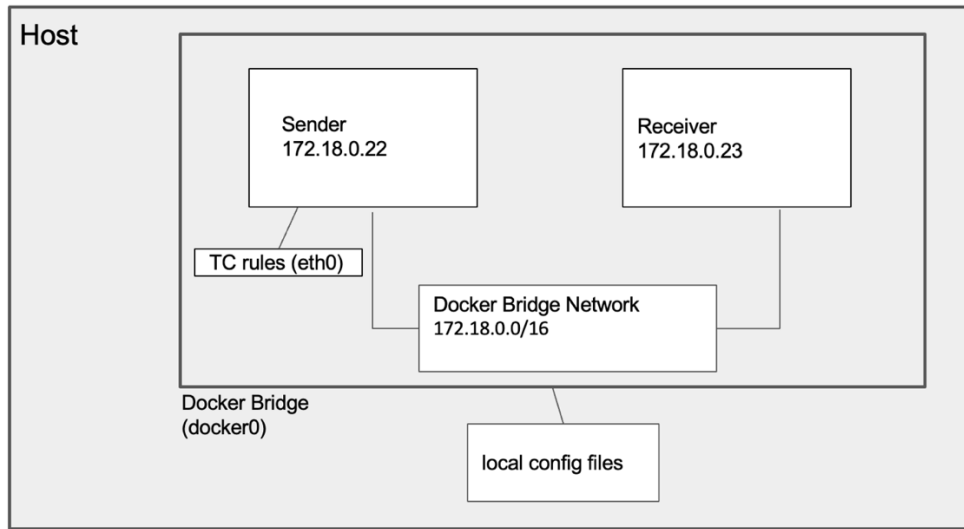 Host
Sender
172.18.0.22
Receiver
172.18.0.23
TC rules (eth0)
Docker Bridge Network
172.18.0.0/16
Docker Bridge
(docker0)
local config files